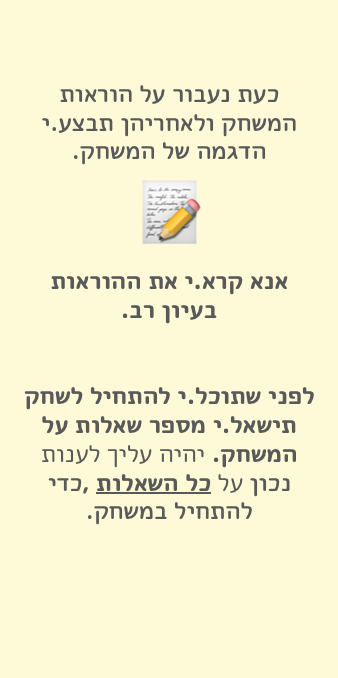 כעת נעבור על הוראות
המשחק ולאחריהן תבצע.י
הדגמה של המשחק.
אנא קרא.י את ההוראות
בעיון רב.
לפני שתוכל.י להתחיל לשחק
תישאל.י מספר שאלות על
המשחק. יהיה עליך לענות
נכון על כל השאלות ,כדי
להתחיל במשחק.